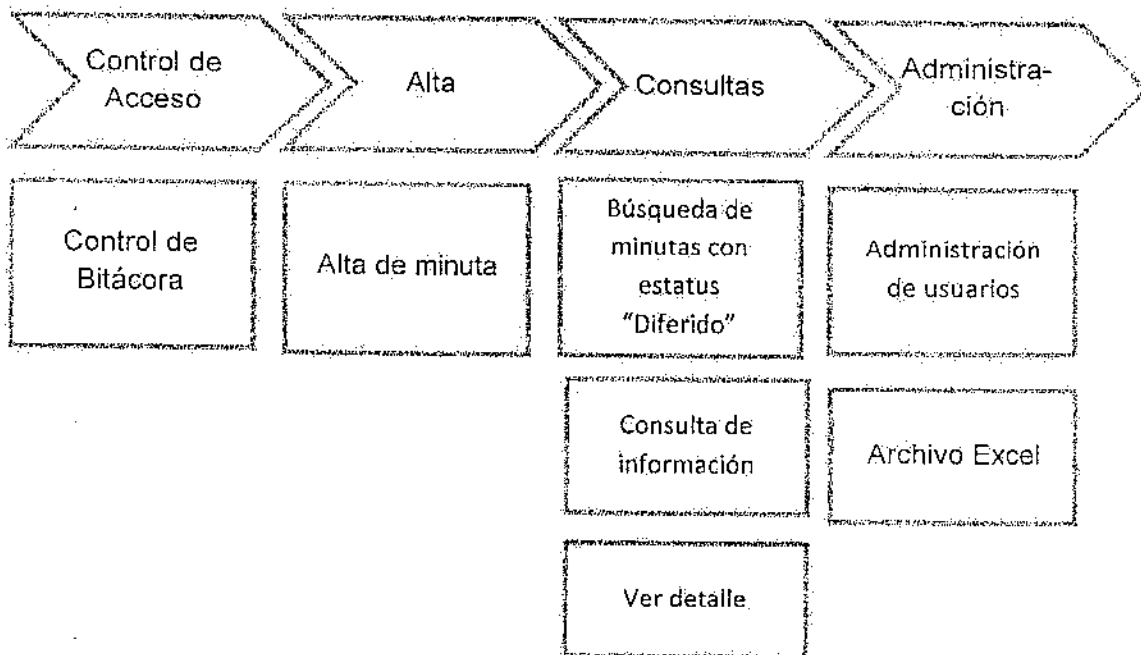 Control de
Acceso
Alta
Consultas
Administra-
ción
Control de
Bitácora
Alta de minuta
Búsqueda de
minutas con
estatus
“Diferido”
Administración
de usuarios
Consulta de
información
Archivo Excel
Ver detalle